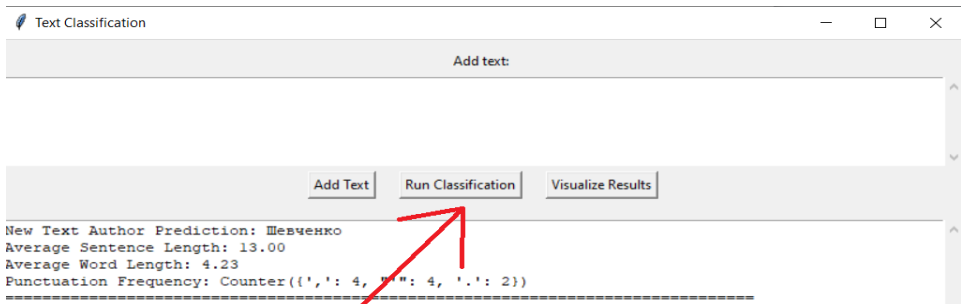 Text Classification
Add text:
Add Text Run Classification Visualize Results
New Text Author Prediction: Шевченко
Average Sentence Length: 13.00
Average Word Length: 4.23
Punctuation Frequency: Counter({',': 4, "'": 4, '.': 2})
================================================================================